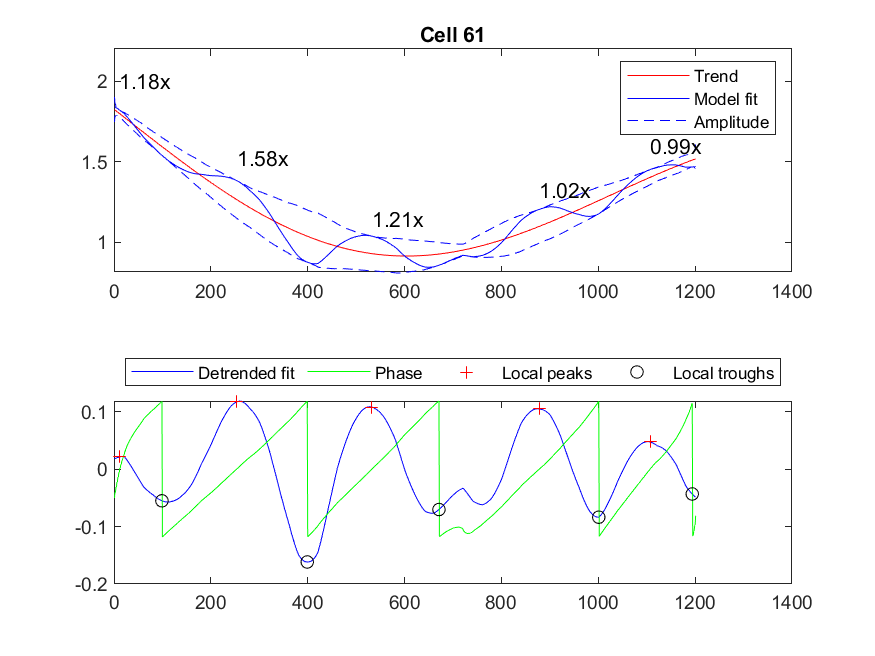 Cell 61
2
1.5
1
1.18x
1.58x
1.21x
1.02x
0.99x
Trend
Model fit
Amplitude
0 200 400 600 800 1000 1200 1400
Detrended fit Phase Local peaks Local troughs
0.1
0
-0.1
-0.2
0 200 400 600 800 1000 1200 1400